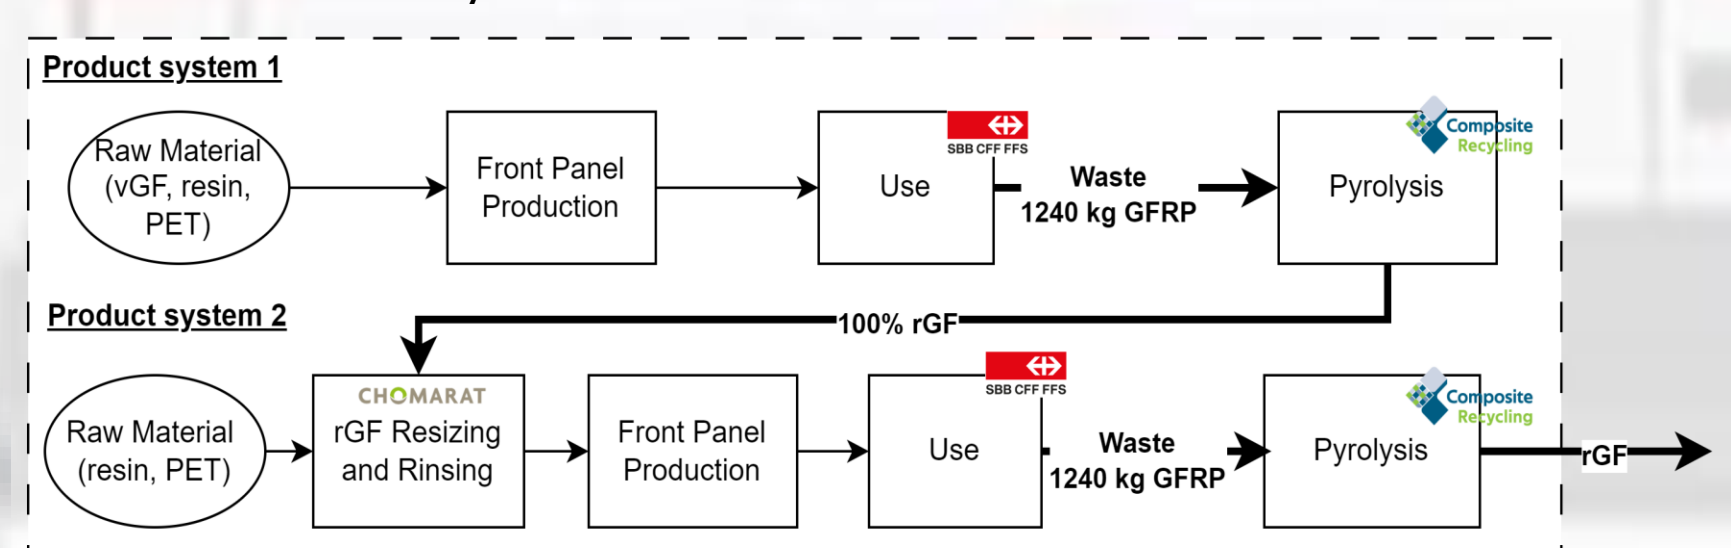 Product system 1
Raw Material
(vGF, resin,
PET)
Front Panel
Production
SBB CFF FFS
Use
Waste
1240 kg GFRP
Composite
Recycling
Pyrolysis
100% rGF
Product system 2
Raw Material
(resin, PET)
CHOMARAT
rGF Resizing
and Rinsing
Front Panel
Production
SBB CFF FFS
Use
Waste
1240 kg GFRP
Composite
Recycling
Pyrolysis
rGF